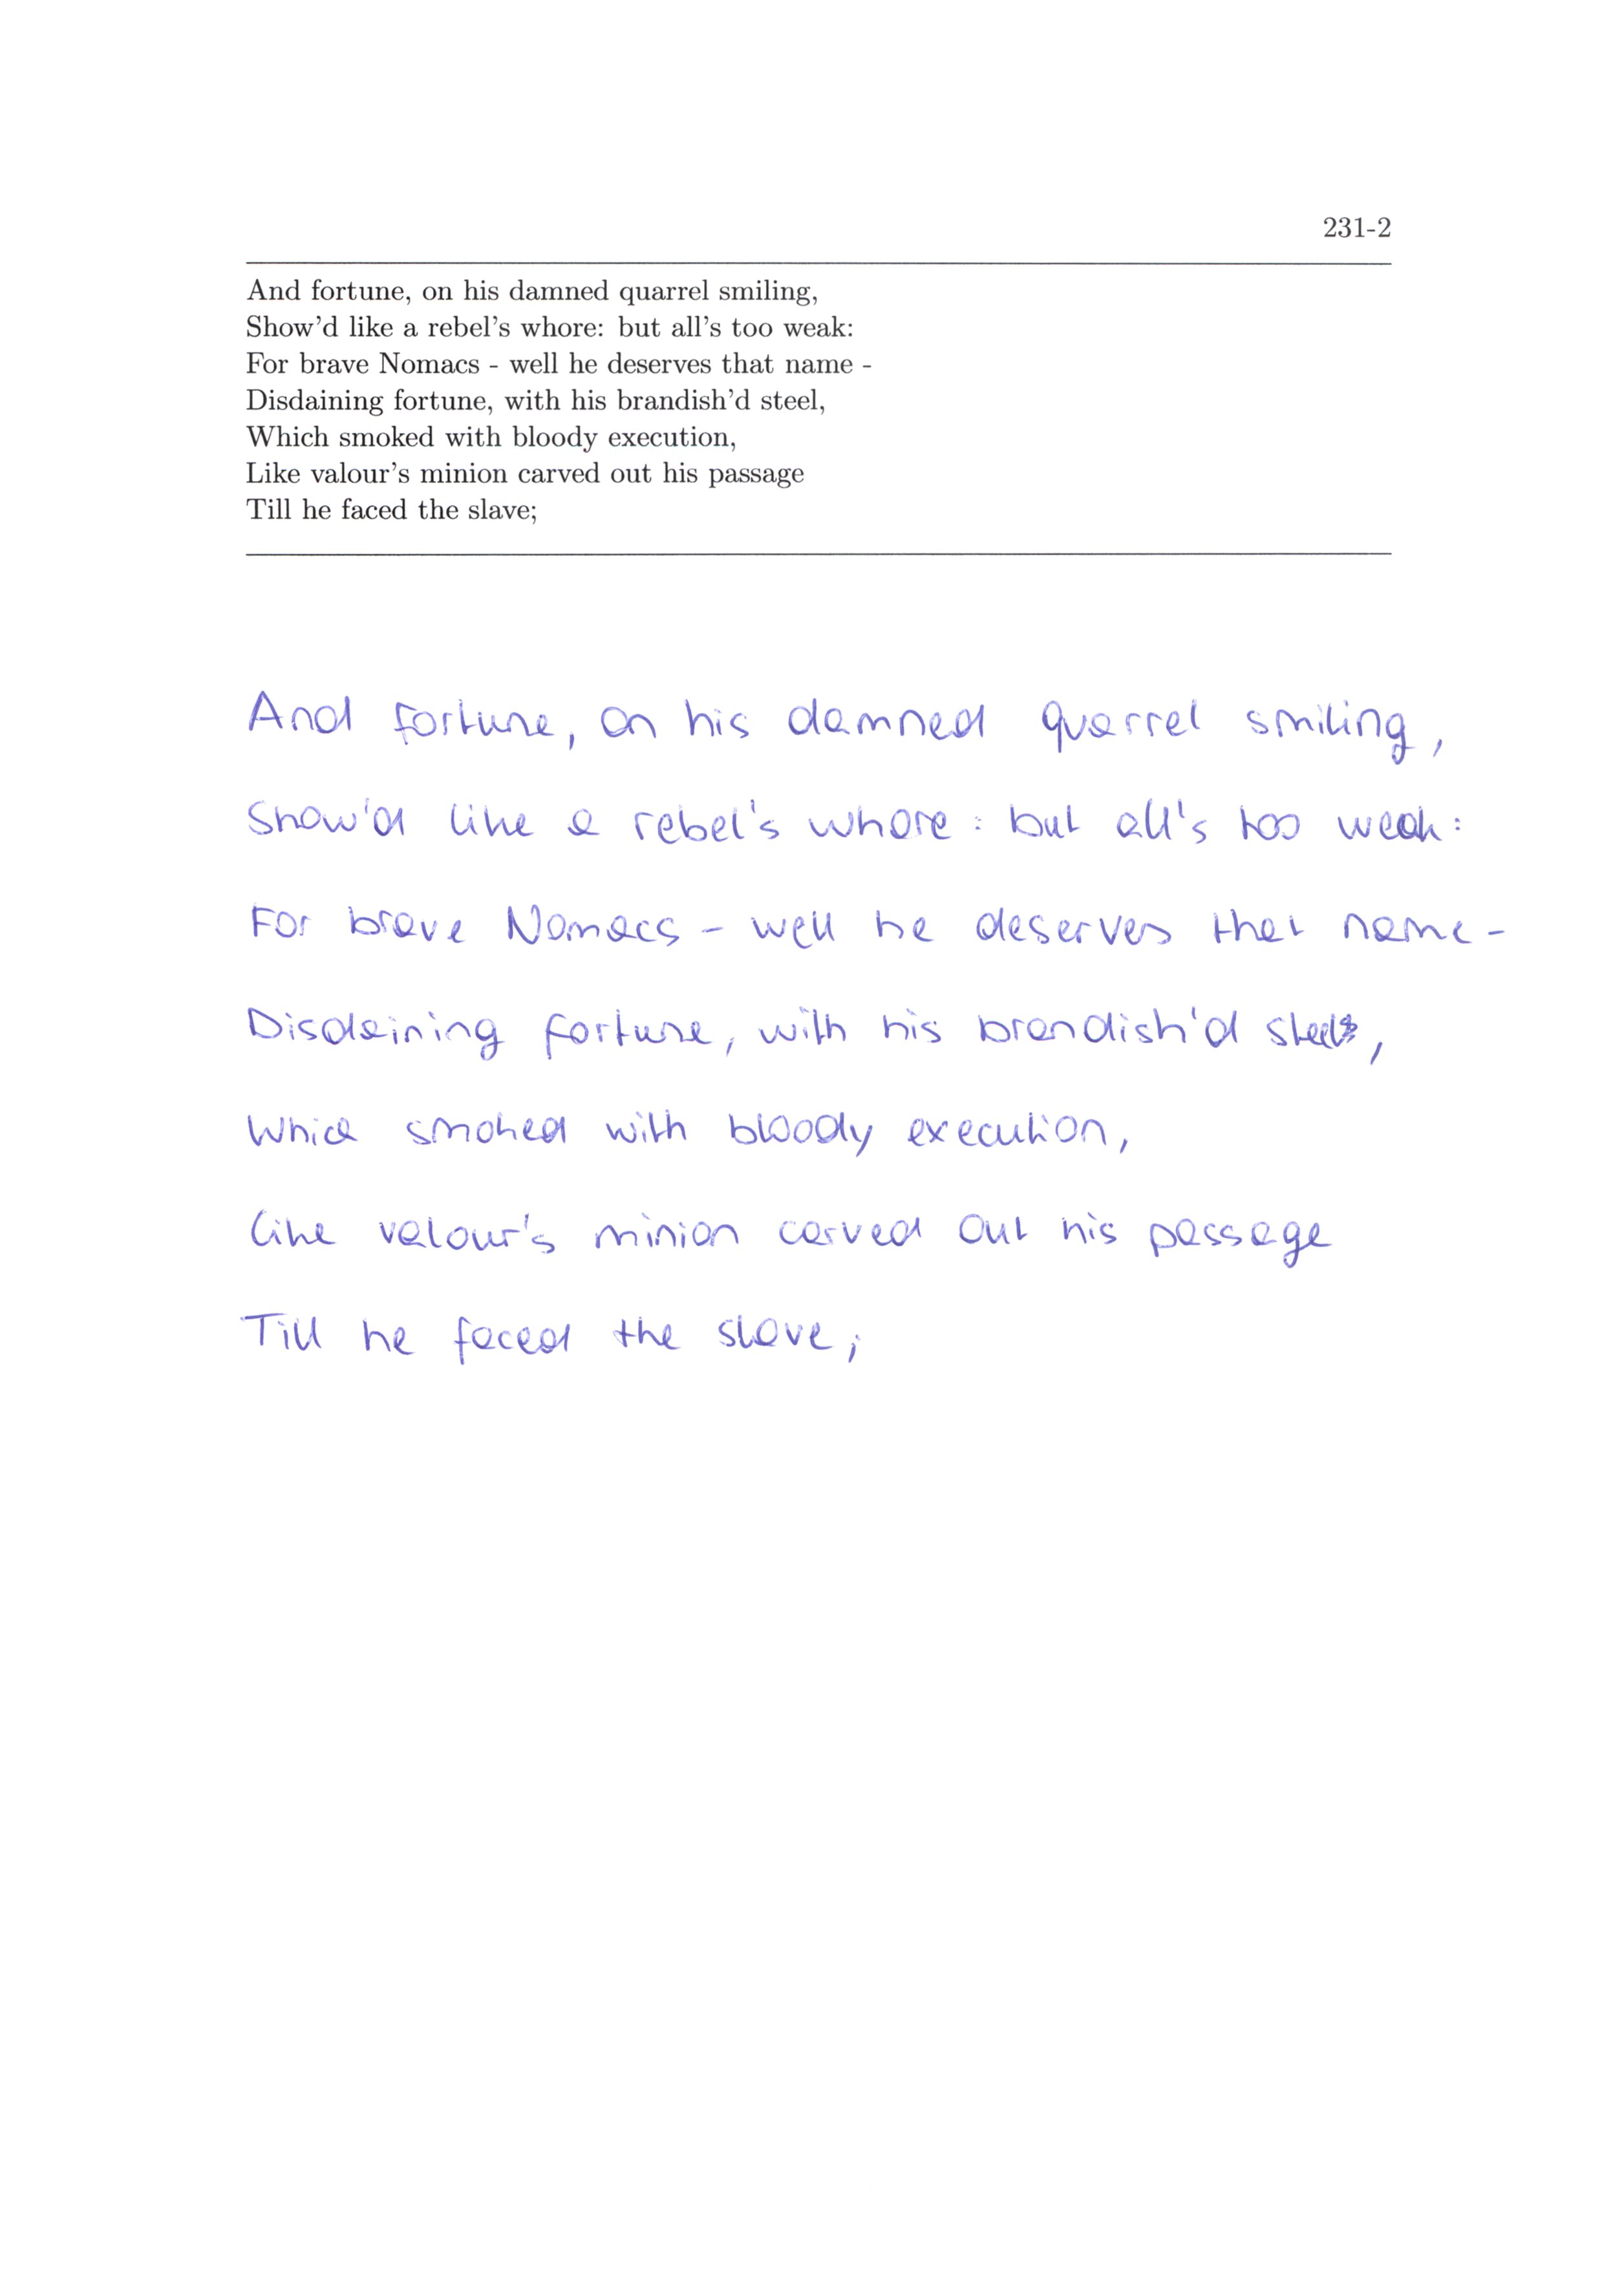 231-2
And fortune, on his damned quarrel smiling,
Show'd like a rebel's whore: but all's too weak:
For brave Nomacs - well he deserves that name -
Disdaining fortune, with his brandish'd steel,
Which smoked with bloody execution,
Like valour's minion carved out his passage
Till he faced the slave;
And fortune, on his damned quarrel smiling,
Show'd like a rebel's whore: but all's too weak:
For brave Nomacs - well he deserves that name -
Disdaining fortune, with his brandish'd steel,
Which smoked with bloody execution,
Like valour's minion carved out his passage
Till he faced the slave;